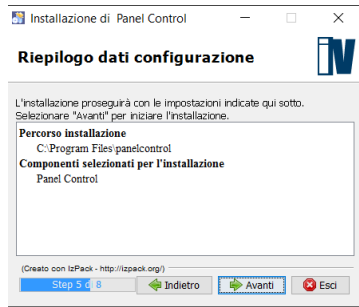 Installazione di Panel Control
Riepilogo dati configurazione
L'installazione proseguirà con le impostazioni indicate qui sotto.
Selezionare "Avanti" per iniziare l'installazione.
Percorso installazione
C:\Program Files\panelcontrol
Componenti selezionati per l'installazione
Panel Control
(Creato con IzPack - http://izpack.org/)
Step 5 di 8
Indietro
Avanti
Esci